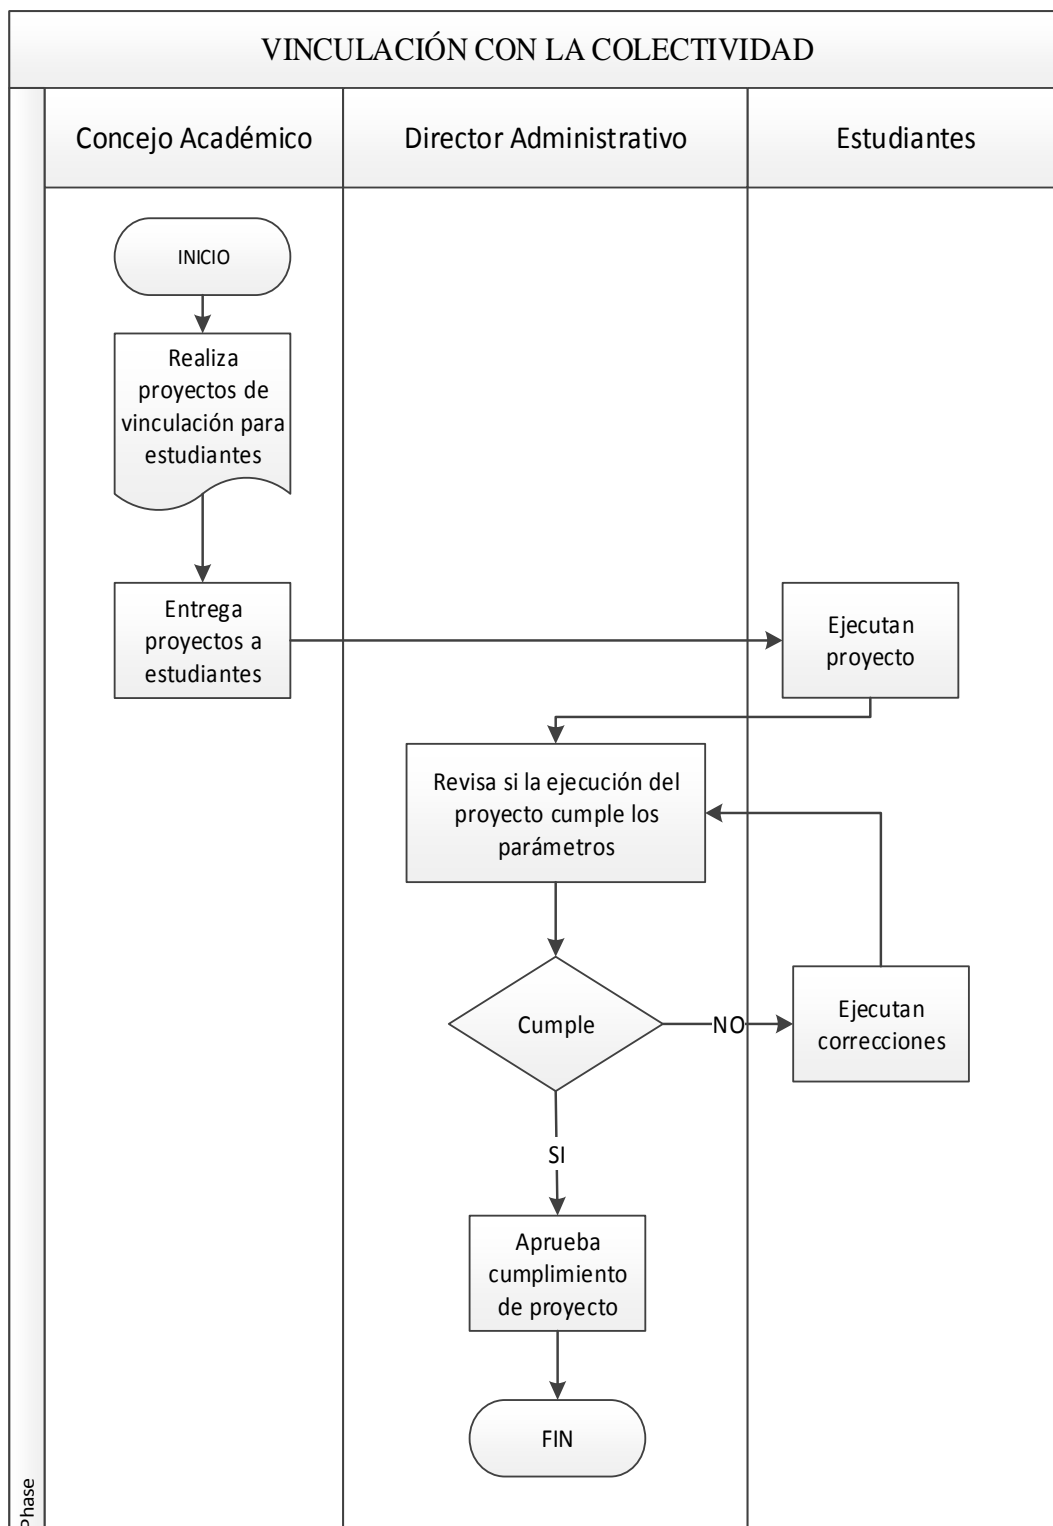 VINCULACIÓN CON LA COLECTIVIDAD
Concejo Académico
Director Administrativo
Estudiantes
INICIO
Realiza
proyectos de
vinculación para
estudiantes
Entrega
proyectos a
estudiantes
Ejecutan
proyecto
Revisa si la ejecución del
proyecto cumple los
parámetros
Cumple
NO
Ejecutan
correcciones
SI
Aprueba
cumplimiento
de proyecto
FIN
Phase